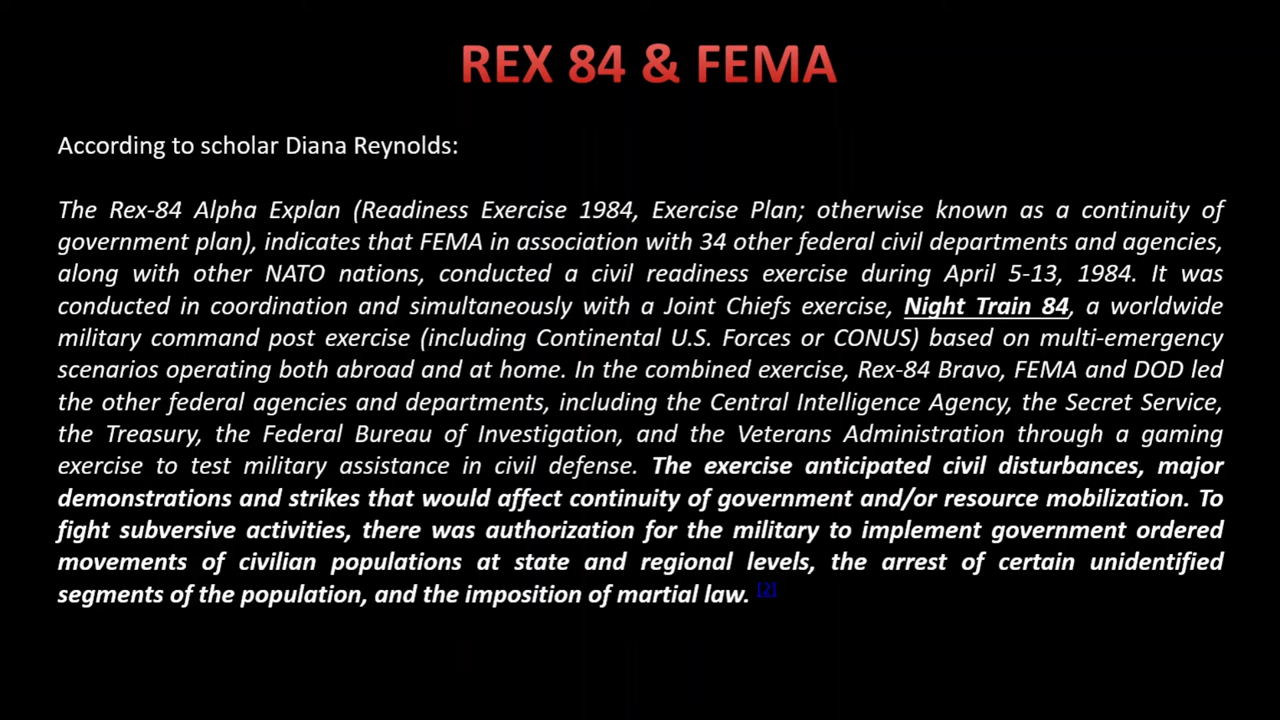 REX 84 & FEMA
According to scholar Diana Reynolds:
The Rex-84 Alpha Explan (Readiness Exercise 1984, Exercise Plan; otherwise known as a continuity of
government plan), indicates that FEMA in association with 34 other federal civil departments and agencies,
along with other NATO nations, conducted a civil readiness exercise during April 5-13, 1984. It was
conducted in coordination and simultaneously with a Joint Chiefs exercise, Night Train 84, a worldwide
military command post exercise (including Continental U.S. Forces or CONUS) based on multi-emergency
scenarios operating both abroad and at home. In the combined exercise, Rex-84 Bravo, FEMA and DOD led
the other federal agencies and departments, including the Central Intelligence Agency, the Secret Service,
the Treasury, the Federal Bureau of Investigation, and the Veterans Administration through a gaming
exercise to test military assistance in civil defense. The exercise anticipated civil disturbances, major
demonstrations and strikes that would affect continuity of government and/or resource mobilization. To
fight subversive activities, there was authorization for the military to implement government ordered
movements of civilian populations at state and regional levels, the arrest of certain unidentified
segments of the population, and the imposition of martial law. [2]